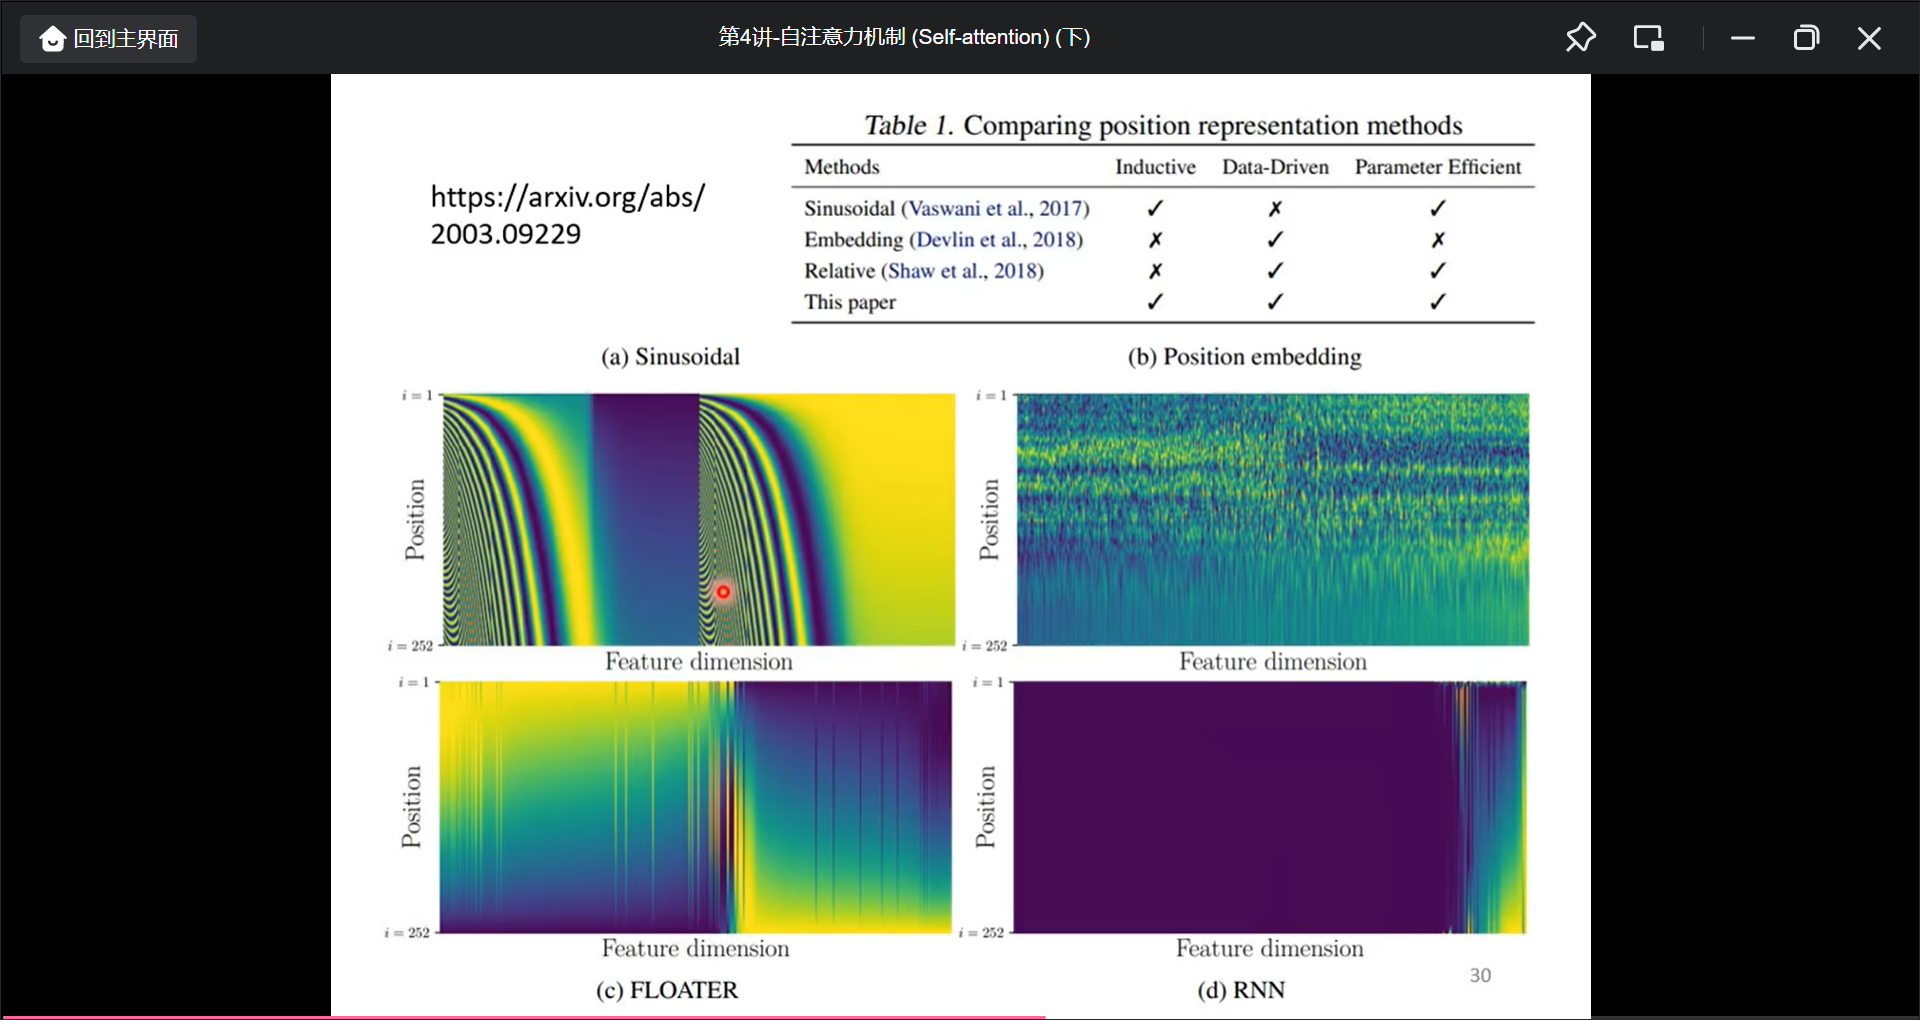 回到主界面
第4讲-自注意力机制 (Self-attention) (下)
https://arxiv.org/abs/
2003.09229
Table 1. Comparing position representation methods
Methods Inductive Data-Driven Parameter Efficient
Sinusoidal (Vaswani et al., 2017) ✓ ✗ ✓
Embedding (Devlin et al., 2018) ✗ ✓ ✗
Relative (Shaw et al., 2018) ✗ ✓ ✓
This paper ✓ ✓ ✓
(a) Sinusoidal
(b) Position embedding
i = 1
Position
i = 252
Feature dimension
i = 1
Position
i = 252
Feature dimension
i = 1
Position
i = 252
Feature dimension
(c) FLOATER
i = 1
Position
i = 252
Feature dimension
(d) RNN
30